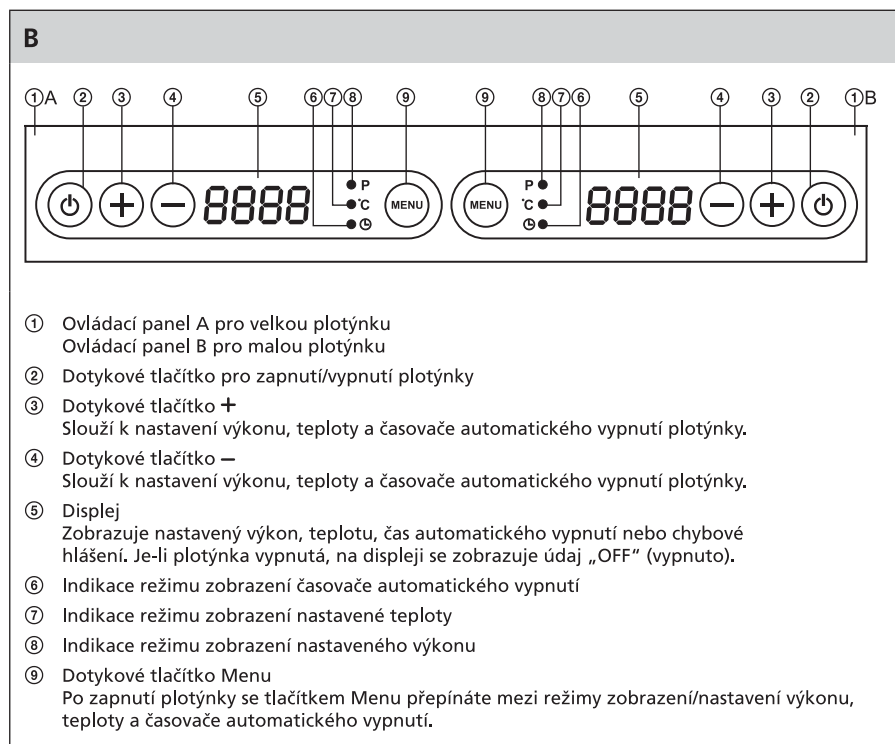 B
①A ② ③ ④ ⑤ ⑥⑦⑧ ⑨ ⑨ ⑧⑦⑥ ⑤ ④ ③ ② ①B
+ − 8888 P °C MENU MENU P °C 8888 − +
① Ovládací panel A pro velkou plotýnku
Ovládací panel B pro malou plotýnku
② Dotykové tlačítko pro zapnutí/vypnutí plotýnky
③ Dotykové tlačítko +
Slouží k nastavení výkonu, teploty a časovače automatického vypnutí plotýnky.
④ Dotykové tlačítko −
Slouží k nastavení výkonu, teploty a časovače automatického vypnutí plotýnky.
⑤ Displej
Zobrazuje nastavený výkon, teplotu, čas automatického vypnutí nebo chybové
hlášení. Je-li plotýnka vypnutá, na displeji se zobrazuje údaj „OFF" (vypnuto).
⑥ Indikace režimu zobrazení časovače automatického vypnutí
⑦ Indikace režimu zobrazení nastavené teploty
⑧ Indikace režimu zobrazení nastaveného výkonu
⑨ Dotykové tlačítko Menu
Po zapnutí plotýnky se tlačítkem Menu přepínáte mezi režimy zobrazení/nastavení výkonu,
teploty a časovače automatického vypnutí.